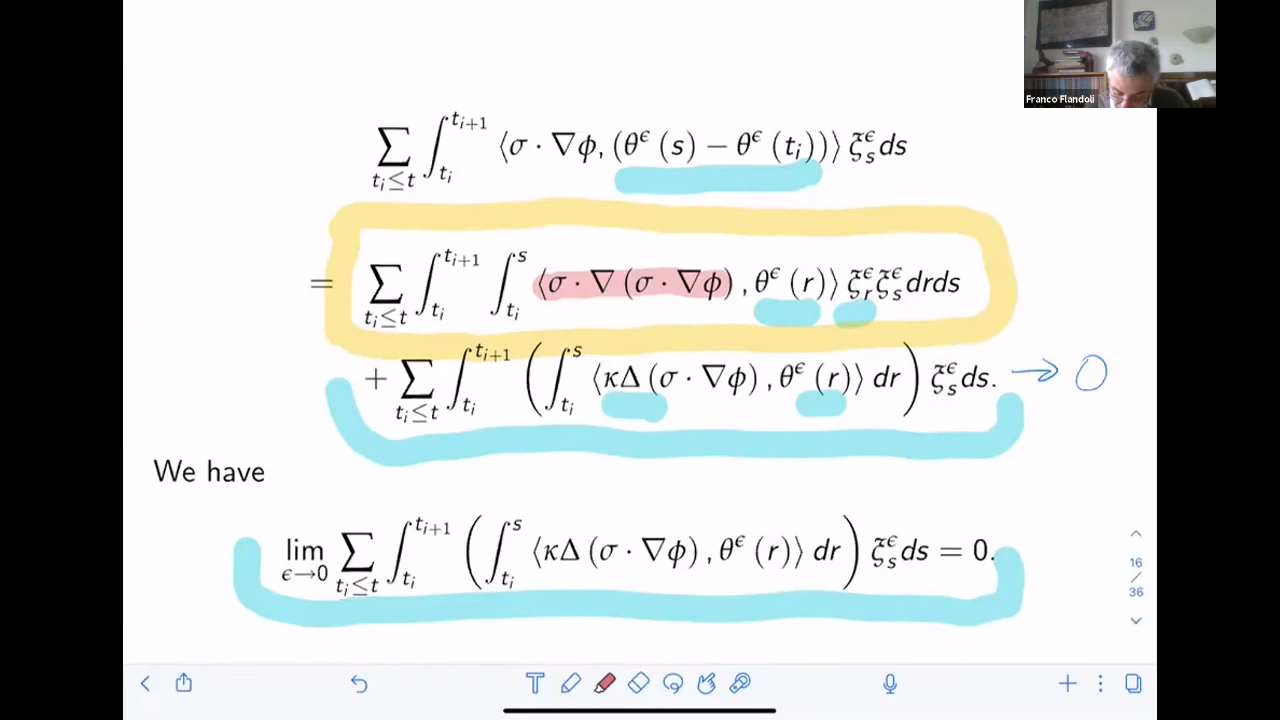 Franco Flandoli
∑_{t_i≤t} ∫_{t_i}^{t_{i+1}} ⟨σ · ∇ϕ, (θ^ϵ (s) − θ^ϵ (t_i))⟩ ξ_s^ϵ ds
= ∑_{t_i≤t} ∫_{t_i}^{t_{i+1}} ∫_{t_i}^{s} ⟨σ · ∇ (σ · ∇ϕ) , θ^ϵ (r)⟩ ξ_r^ϵ ξ_s^ϵ drds
+ ∑_{t_i≤t} ∫_{t_i}^{t_{i+1}} ( ∫_{t_i}^{s} ⟨κΔ (σ · ∇ϕ) , θ^ϵ (r)⟩ dr ) ξ_s^ϵ ds. → 0
We have
lim_{ϵ→0} ∑_{t_i≤t} ∫_{t_i}^{t_{i+1}} ( ∫_{t_i}^{s} ⟨κΔ (σ · ∇ϕ) , θ^ϵ (r)⟩ dr ) ξ_s^ϵ ds = 0.
16
/
36